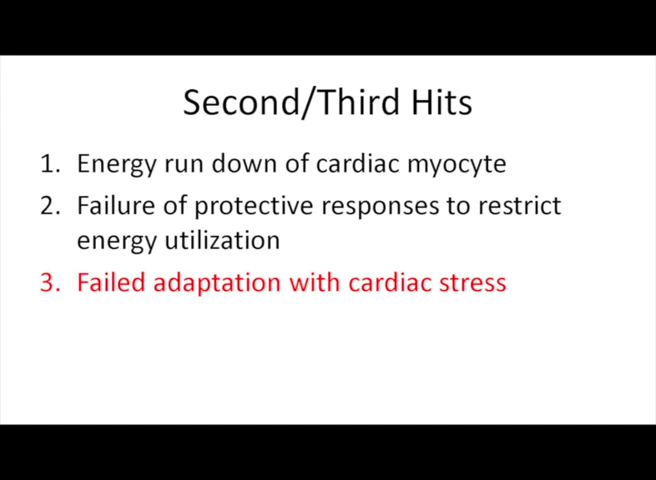 Second/Third Hits
1. Energy run down of cardiac myocyte
2. Failure of protective responses to restrict
energy utilization
3. Failed adaptation with cardiac stress